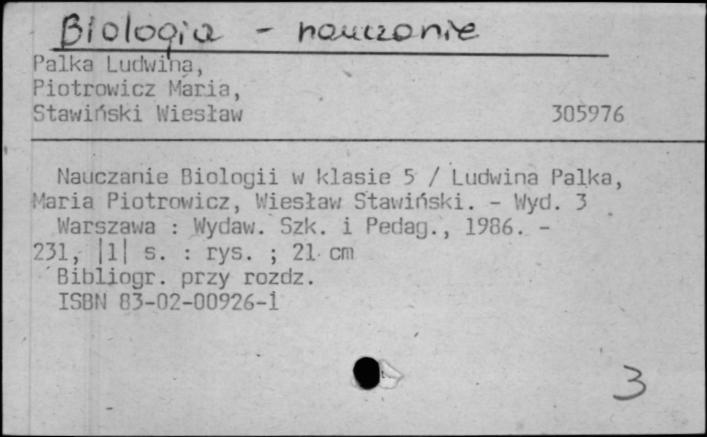 Biologia - nauczanie
Palka Ludwina,
Piotrowicz Maria,
Stawiński Wiesław 305976
Nauczanie Biologii w klasie 5 / Ludwina Palka,
Maria Piotrowicz, Wiesław Stawiński. - Wyd. 3
Warszawa : Wydaw. Szk. i Pedag., 1986. -
231, |1| s. : rys. ; 21 cm
Bibliogr. przy rozdz.
ISBN 83-02-00926-1
3